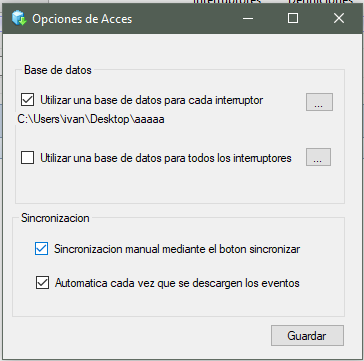 Opciones de Acces
Base de datos
Utilizar una base de datos para cada interruptor
...
C:\Users\ivan\Desktop\aaaaa
Utilizar una base de datos para todos los interruptores
...
Sincronizacion
Sincronizacion manual mediante el boton sincronizar
Automatica cada vez que se descargen los eventos
Guardar